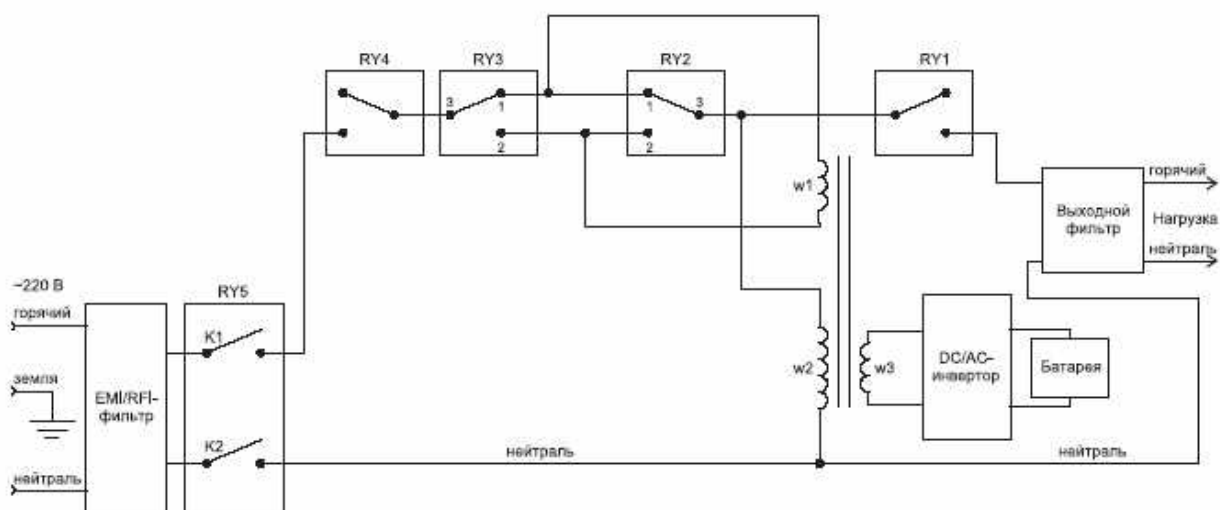 RY4
RY3
RY2
RY1
3
1
2
1
2
3
w1
горячий
Выходной
фильтр
Нагрузка
нейтраль
~220 В
горячий
RY5
K1
земля
EMI/RFI-
фильтр
w2
w3
DC/AC-
инвертор
Батарея
K2
нейтраль
нейтраль
нейтраль